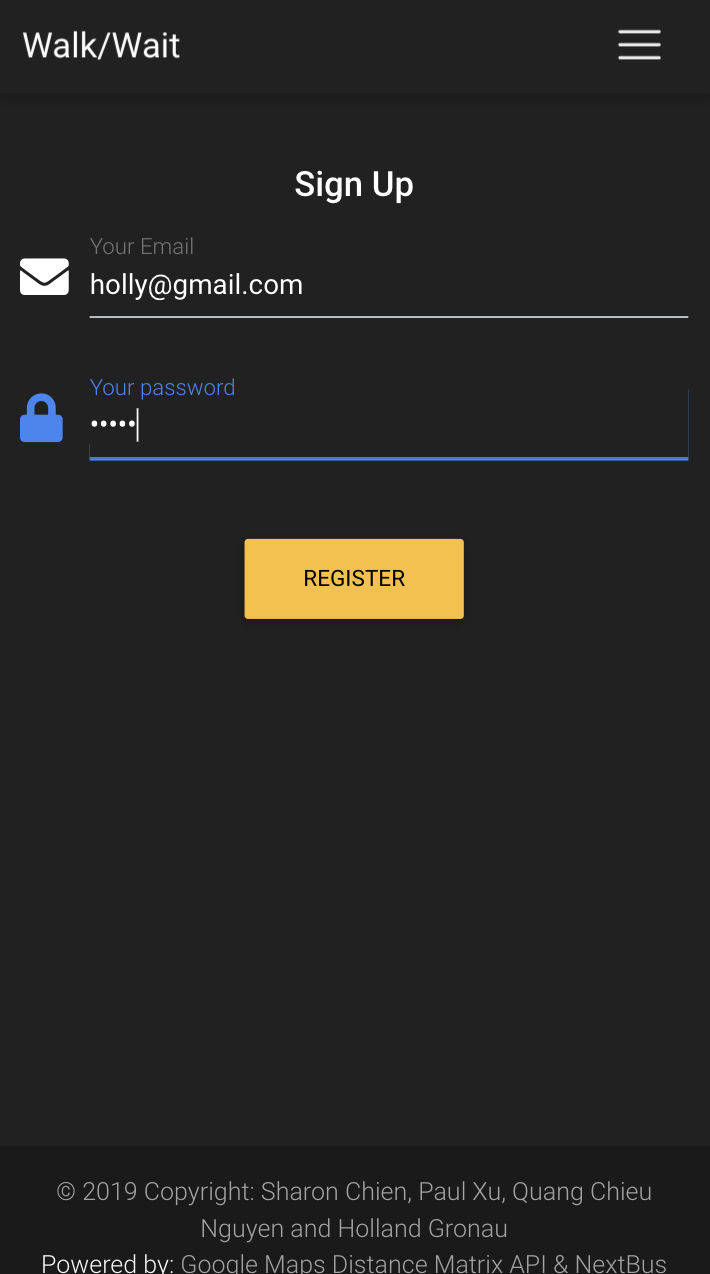 Walk/Wait
Sign Up
Your Email
holly@gmail.com
Your password
•••••
REGISTER
© 2019 Copyright: Sharon Chien, Paul Xu, Quang Chieu
Nguyen and Holland Gronau
Powered by: Google Maps Distance Matrix API & NextBus